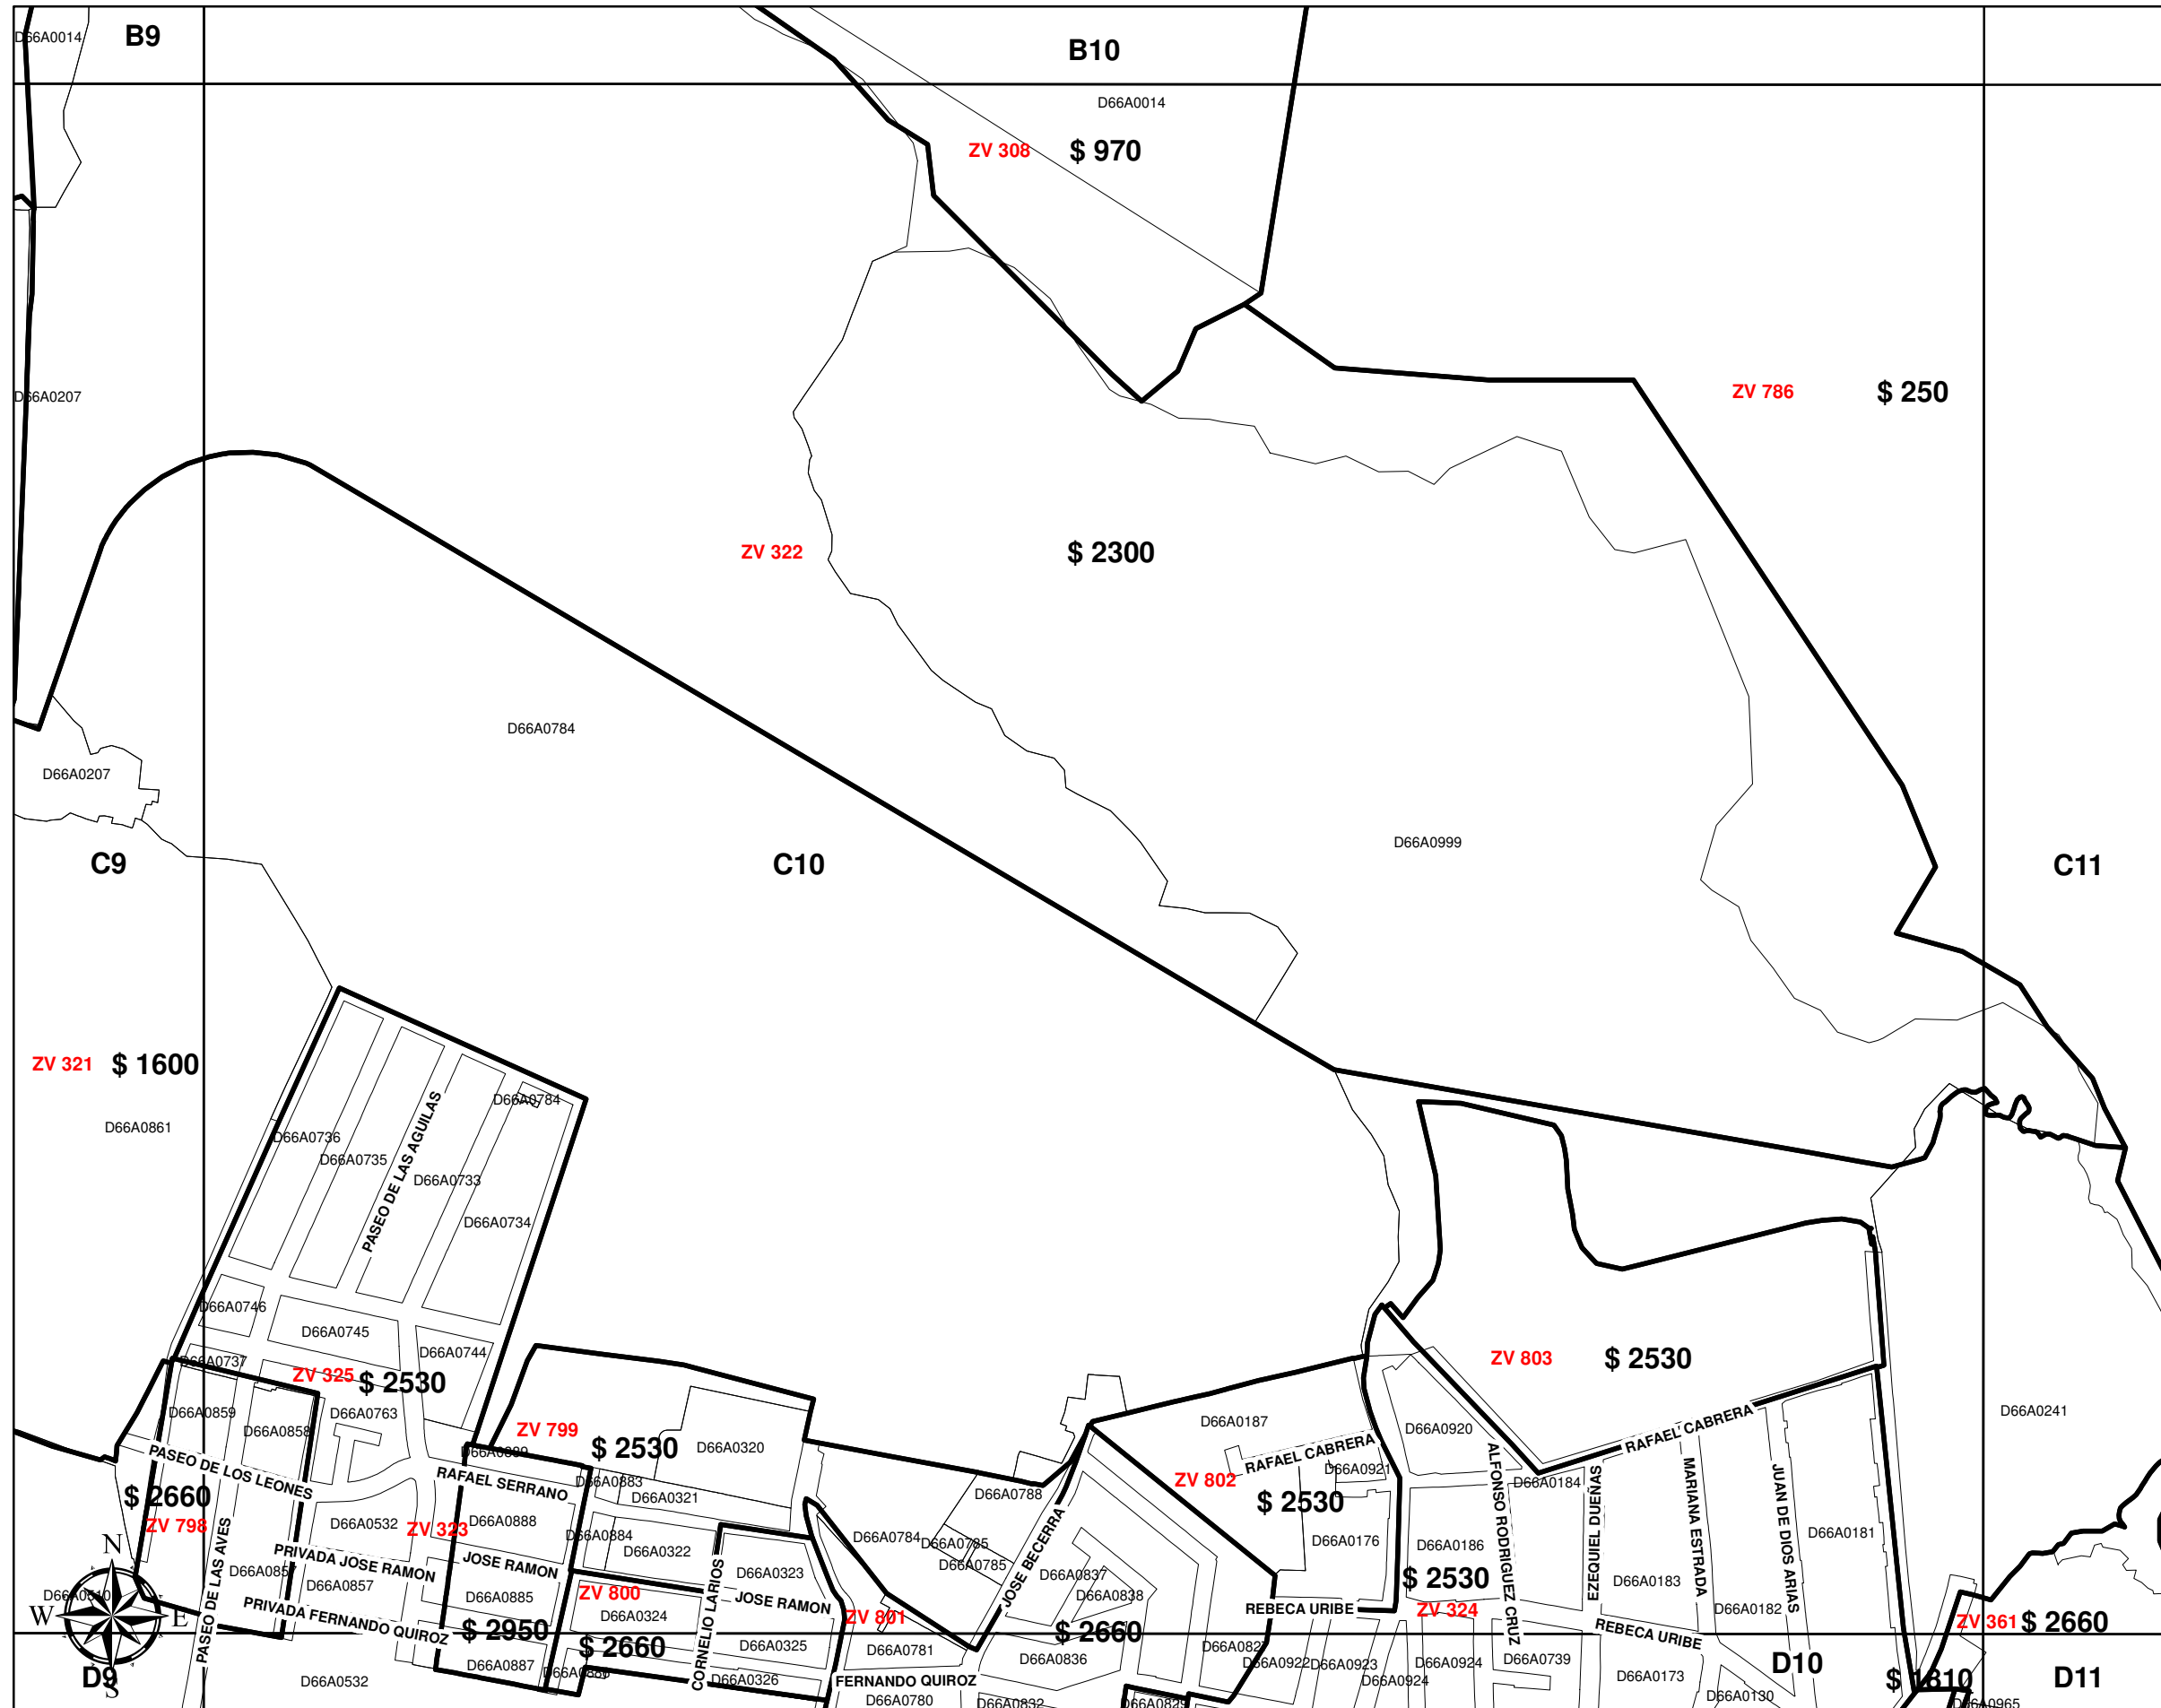 D66A0014
B9
B10
D66A0014
ZV 308
$ 970
D66A0207
ZV 786
$ 250
ZV 322
$ 2300
D66A0784
D66A0207
D66A0999
C9
C10
C11
ZV 321
$ 1600
D66A0861
D66A0784
D66A0736
D66A0735
PASEO DE LAS AGUILAS
D66A0733
D66A0734
D66A0746
D66A0745
D66A0744
D66A0737
ZV 325
$ 2530
ZV 803
$ 2530
D66A0859
D66A0858
D66A0763
ZV 799
$ 2530
D66A0320
D66A0187
D66A0920
RAFAEL CABRERA
D66A0241
PASEO DE LOS LEONES
RAFAEL SERRANO
D66A0883
D66A0321
D66A0788
ZV 802
RAFAEL CABRERA
D66A0921
D66A0184
$ 2660
ZV 798
$ 2530
D66A0532
ZV 323
D66A0888
D66A0884
D66A0322
D66A0784
D66A0785
D66A0785
JOSE BECERRA
D66A0176
D66A0186
ALFONSO RODRIGUEZ CRUZ
EZEQUIEL DUEÑAS
MARIANA ESTRADA
JUAN DE DIOS ARIAS
D66A0181
N
W
E
S
PASEO DE LAS AVES
PRIVADA JOSE RAMON
D66A0857
D66A0857
JOSE RAMON
D66A0885
ZV 800
CORNELIO LARIOS
D66A0323
JOSE RAMON
D66A0837
D66A0838
$ 2530
D66A0183
D66A0182
PRIVADA FERNANDO QUIROZ
$ 2950
D66A0324
ZV 801
REBECA URIBE
ZV 324
REBECA URIBE
ZV 361
$ 2660
$ 2660
D66A0325
D66A0781
$ 2660
D66A0836
D66A0827
D66A0922
D66A0923
D66A0924
D66A0924
D66A0739
D66A0173
D10
D9
D66A0532
D66A0887
D66A0326
FERNANDO QUIROZ
D66A0780
D66A0832
D66A0829
D66A0130
$ 1310
D11
D66A0965